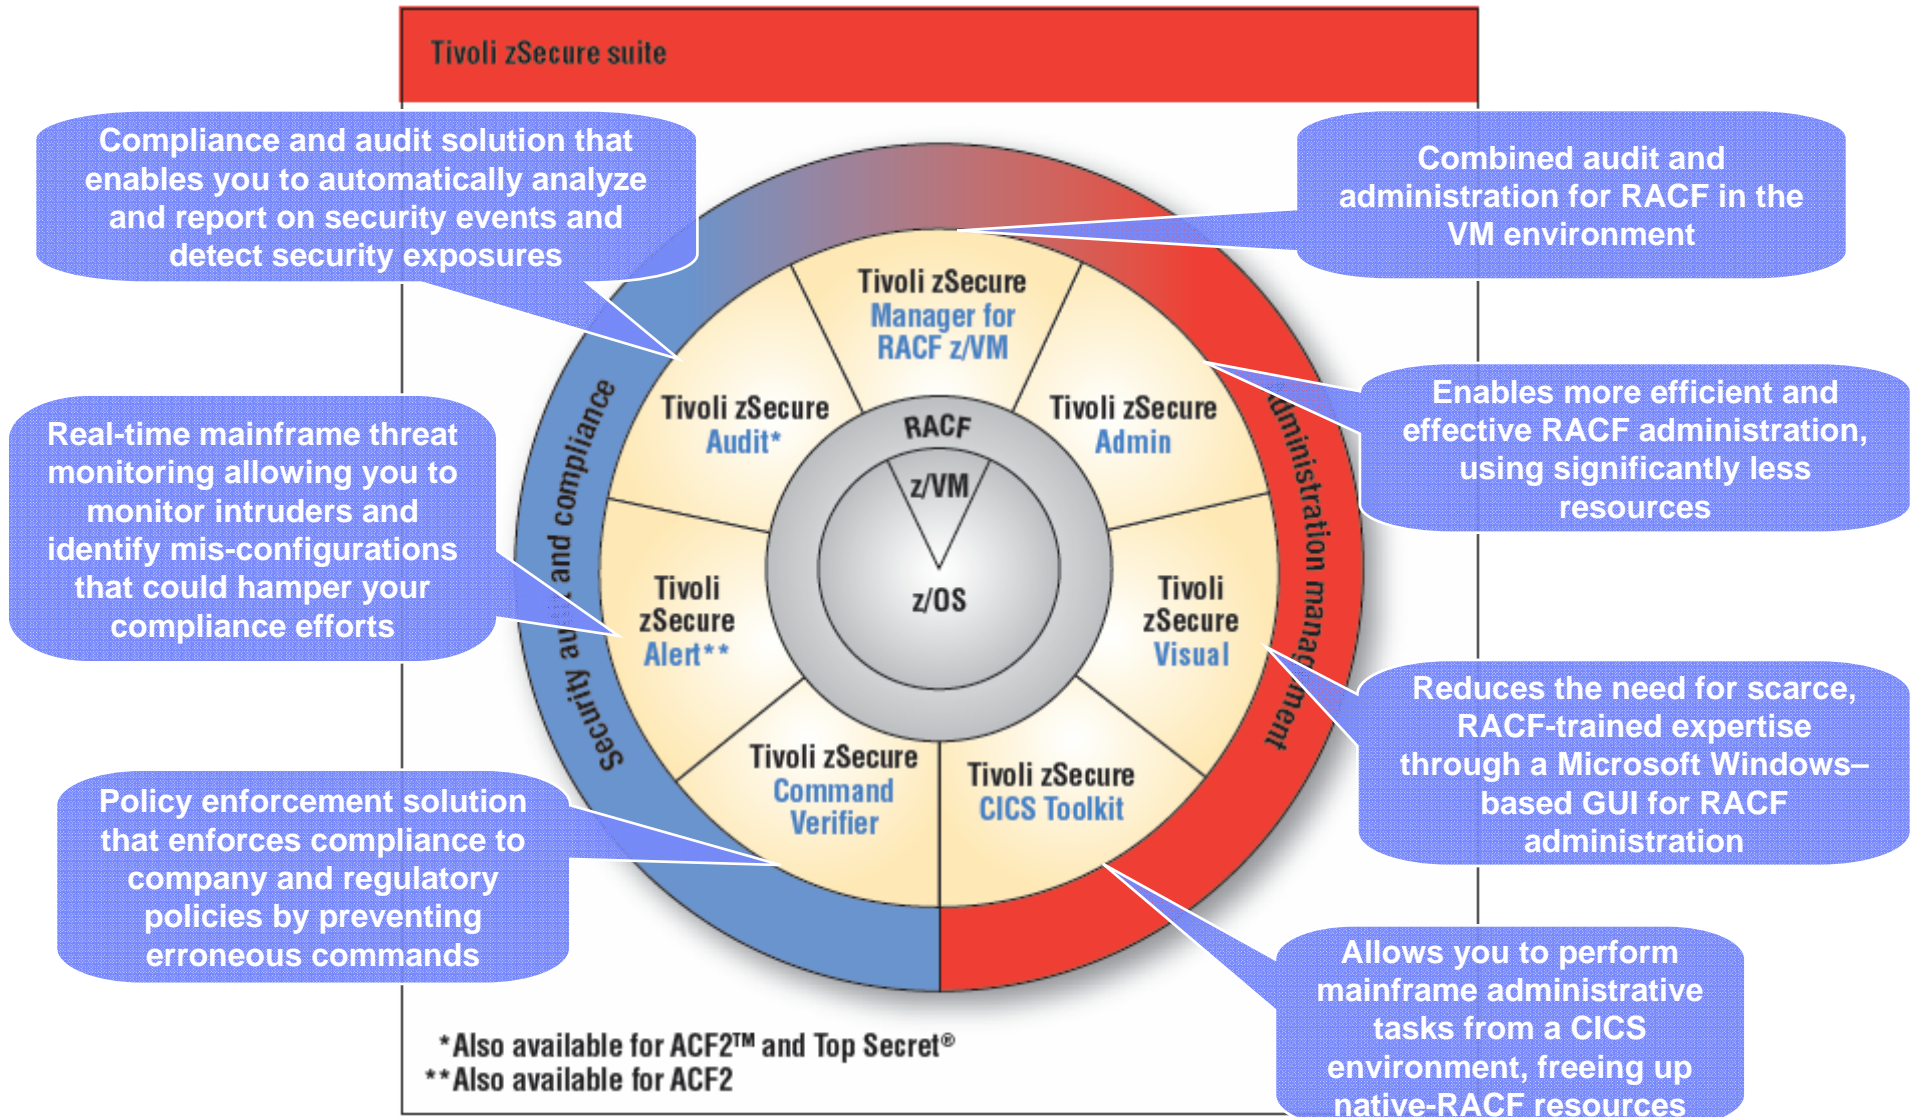 Tivoli zSecure suite
Compliance and audit solution that
enables you to automatically analyze
and report on security events and
detect security exposures
Combined audit and
administration for RACF in the
VM environment
Tivoli zSecure
Manager for
RACF z/VM
Tivoli zSecure
Audit*
Tivoli zSecure
Admin
RACF
z/VM
z/OS
Enables more efficient and
effective RACF administration,
using significantly less
resources
Real-time mainframe threat
monitoring allowing you to
monitor intruders and
identify mis-configurations
that could hamper your
compliance efforts
Security audit and compliance
Administration management
Tivoli
zSecure
Alert**
Tivoli
zSecure
Visual
Reduces the need for scarce,
RACF-trained expertise
through a Microsoft Windows–
based GUI for RACF
administration
Tivoli zSecure
Command
Verifier
Tivoli zSecure
CICS Toolkit
Policy enforcement solution
that enforces compliance to
company and regulatory
policies by preventing
erroneous commands
Allows you to perform
mainframe administrative
tasks from a CICS
environment, freeing up
native-RACF resources
*Also available for ACF2™ and Top Secret®
**Also available for ACF2